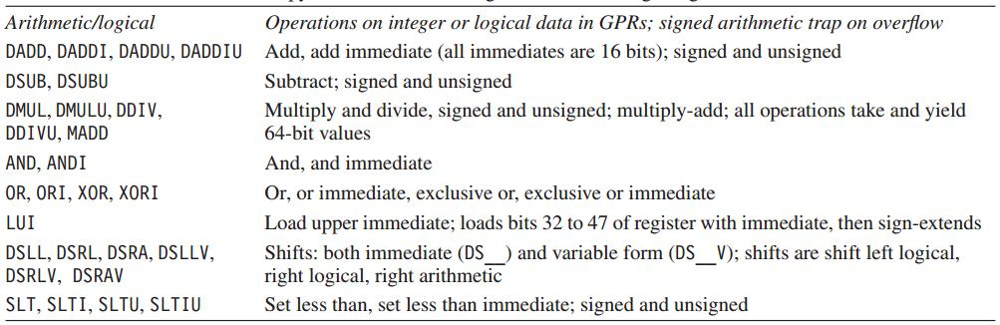 Arithmetic/logical Operations on integer or logical data in GPRs; signed arithmetic trap on overflow
DADD, DADDI, DADDU, DADDIU Add, add immediate (all immediates are 16 bits); signed and unsigned
DSUB, DSUBU Subtract; signed and unsigned
DMUL, DMULU, DDIV, Multiply and divide, signed and unsigned; multiply-add; all operations take and yield
DDIVU, MADD 64-bit values
AND, ANDI And, and immediate
OR, ORI, XOR, XORI Or, or immediate, exclusive or, exclusive or immediate
LUI Load upper immediate; loads bits 32 to 47 of register with immediate, then sign-extends
DSLL, DSRL, DSRA, DSLLV, Shifts: both immediate (DS__) and variable form (DS__V); shifts are shift left logical,
DSRLV, DSRAV right logical, right arithmetic
SLT, SLTI, SLTU, SLTIU Set less than, set less than immediate; signed and unsigned